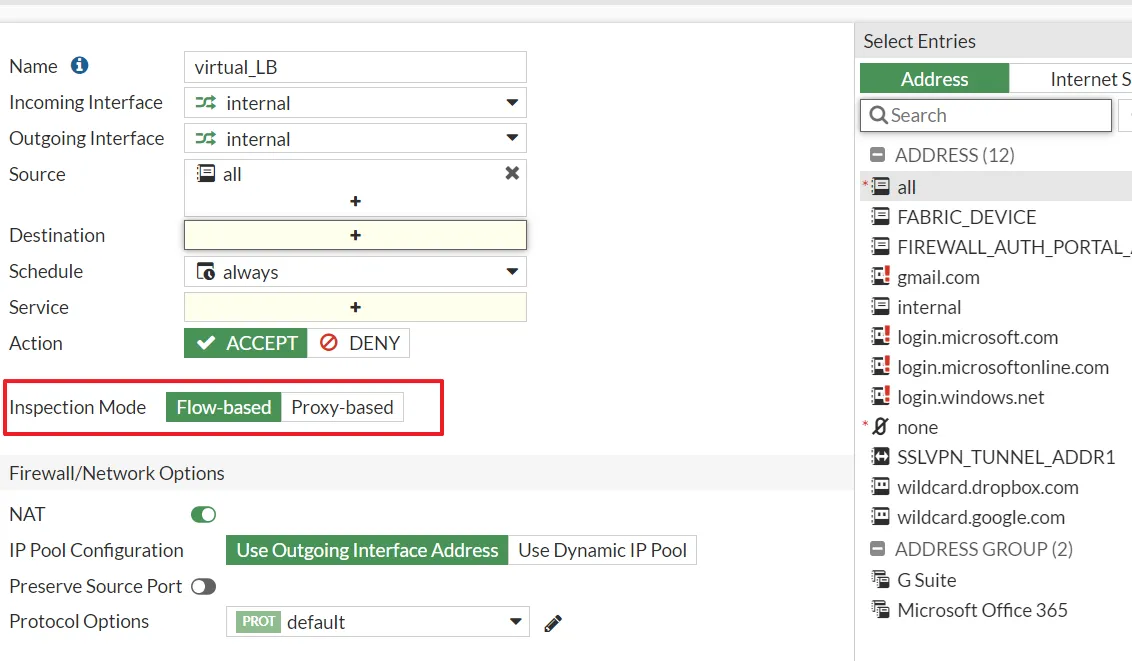 Name
virtual_LB
Incoming Interface
internal
Outgoing Interface
internal
Source
all
+
Destination
+
Schedule
always
Service
+
Action
ACCEPT
DENY
Inspection Mode
Flow-based
Proxy-based
Firewall/Network Options
NAT
IP Pool Configuration
Use Outgoing Interface Address
Use Dynamic IP Pool
Preserve Source Port
Protocol Options
PROT
default
Select Entries
Address
Internet S
Search
ADDRESS (12)
all
FABRIC_DEVICE
FIREWALL_AUTH_PORTAL_
gmail.com
internal
login.microsoft.com
login.microsoftonline.com
login.windows.net
none
SSLVPN_TUNNEL_ADDR1
wildcard.dropbox.com
wildcard.google.com
ADDRESS GROUP (2)
G Suite
Microsoft Office 365